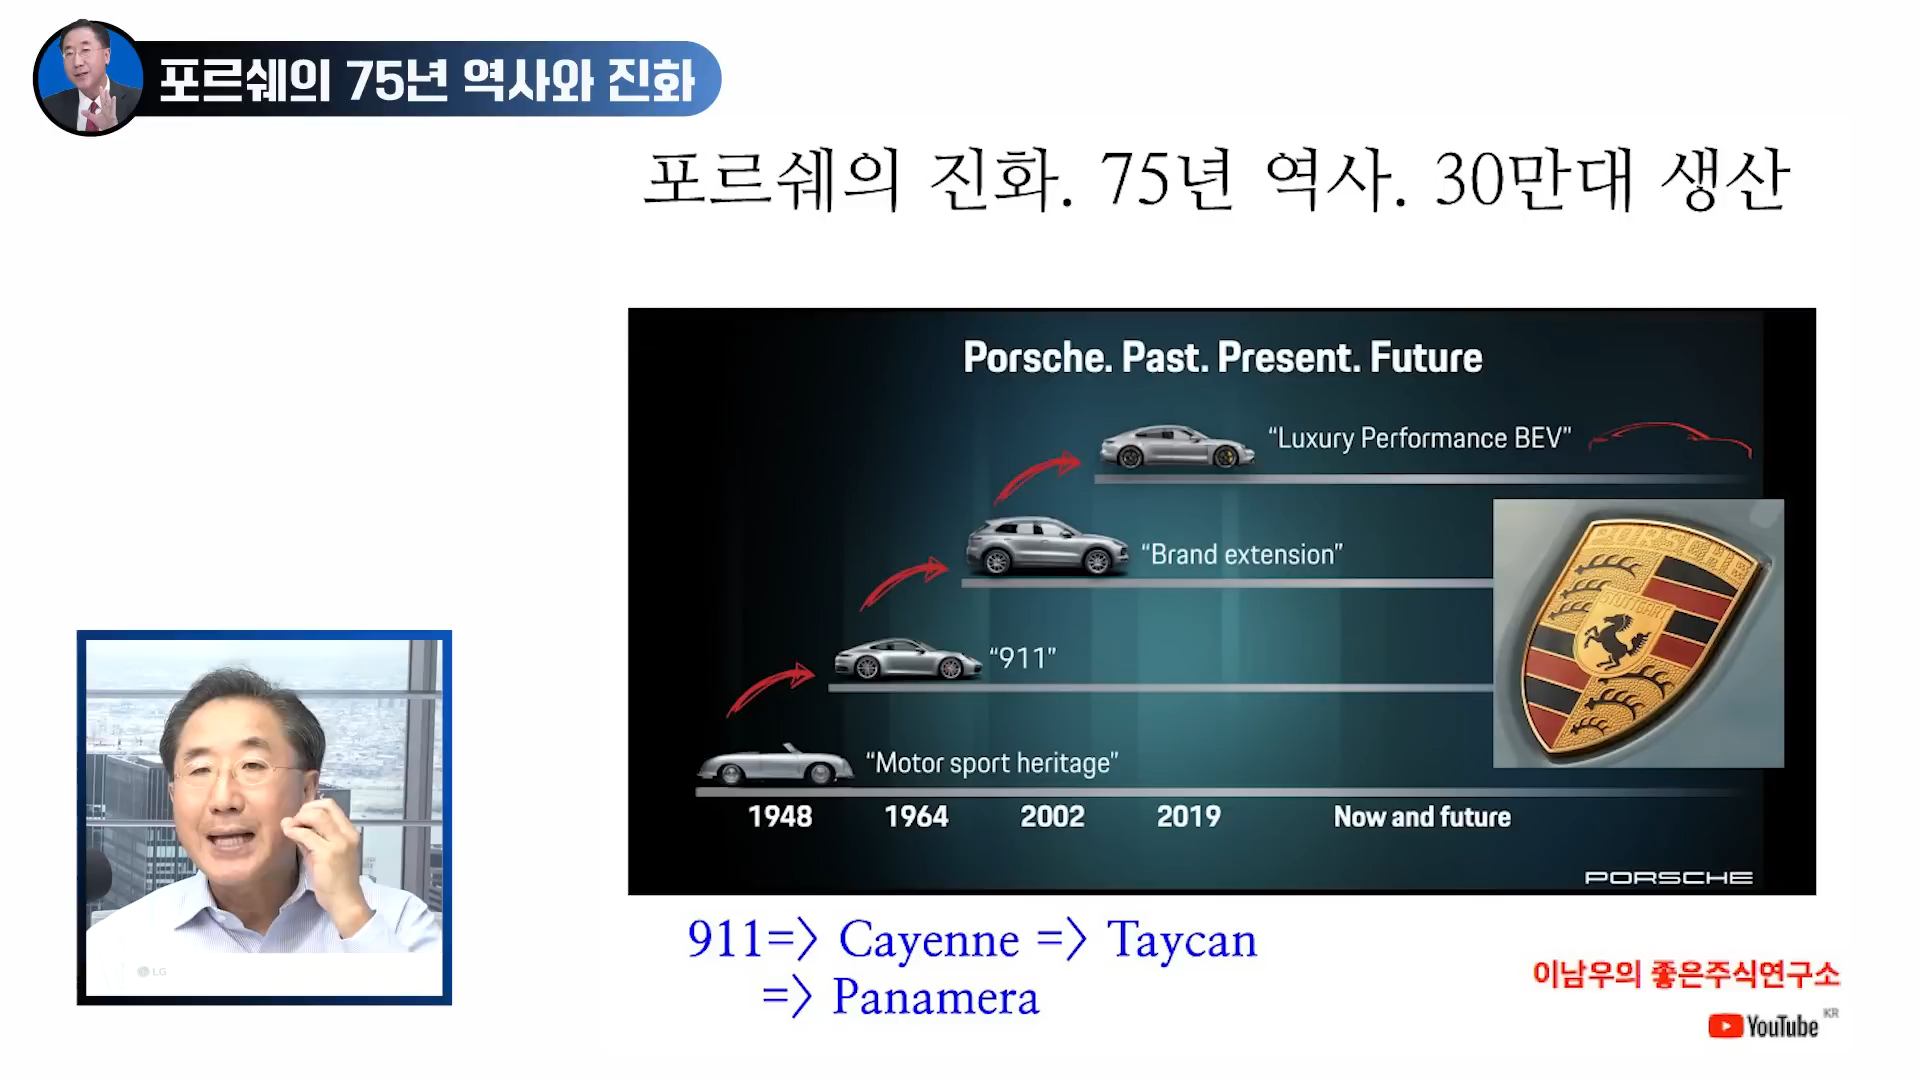 포르쉐의 75년 역사와 진화
포르쉐의 진화. 75년 역사. 30만대 생산
Porsche. Past. Present. Future
“Luxury Performance BEV”
“Brand extension”
PORSCHE
STUTTGART
“911”
“Motor sport heritage”
1948 1964 2002 2019 Now and future
PORSCHE
911=> Cayenne => Taycan
=> Panamera
LG
이남우의 좋은주식연구소
YouTube KR